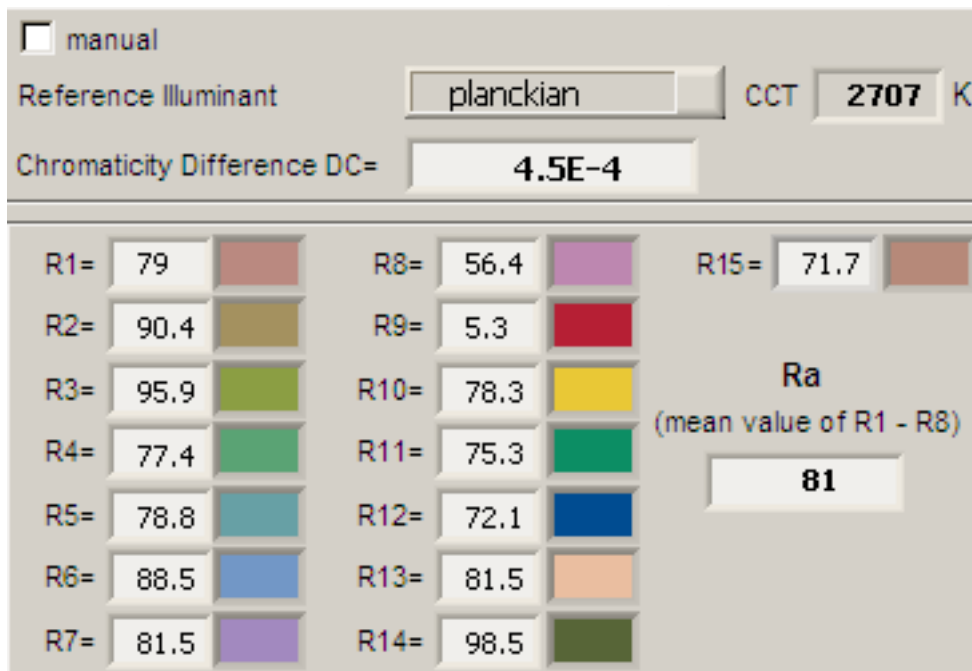 manual
Reference Illuminant planckian CCT 2707 K
Chromaticity Difference DC= 4.5E-4
R1= 79 R8= 56.4 R15= 71.7
R2= 90.4 R9= 5.3
R3= 95.9 R10= 78.3 Ra
R4= 77.4 R11= 75.3 (mean value of R1 - R8)
R5= 78.8 R12= 72.1 81
R6= 88.5 R13= 81.5
R7= 81.5 R14= 98.5